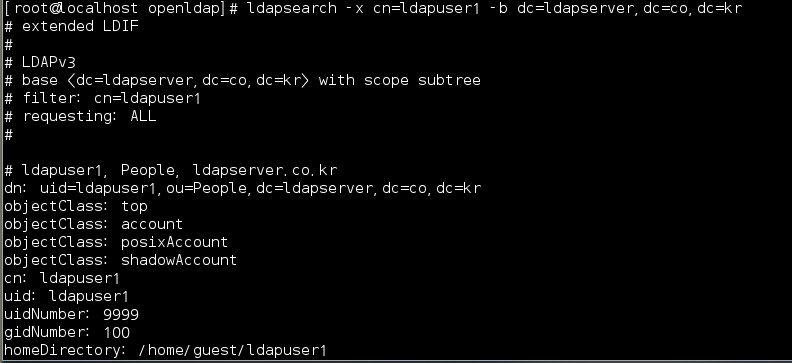 [root@localhost openldap]# ldapsearch -x cn=ldapuser1 -b dc=ldapserver,dc=co,dc=kr
# extended LDIF
#
# LDAPv3
# base <dc=ldapserver,dc=co,dc=kr> with scope subtree
# filter: cn=ldapuser1
# requesting: ALL
#
# ldapuser1, People, ldapserver.co.kr
dn: uid=ldapuser1,ou=People,dc=ldapserver,dc=co,dc=kr
objectClass: top
objectClass: account
objectClass: posixAccount
objectClass: shadowAccount
cn: ldapuser1
uid: ldapuser1
uidNumber: 9999
gidNumber: 100
homeDirectory: /home/guest/ldapuser1